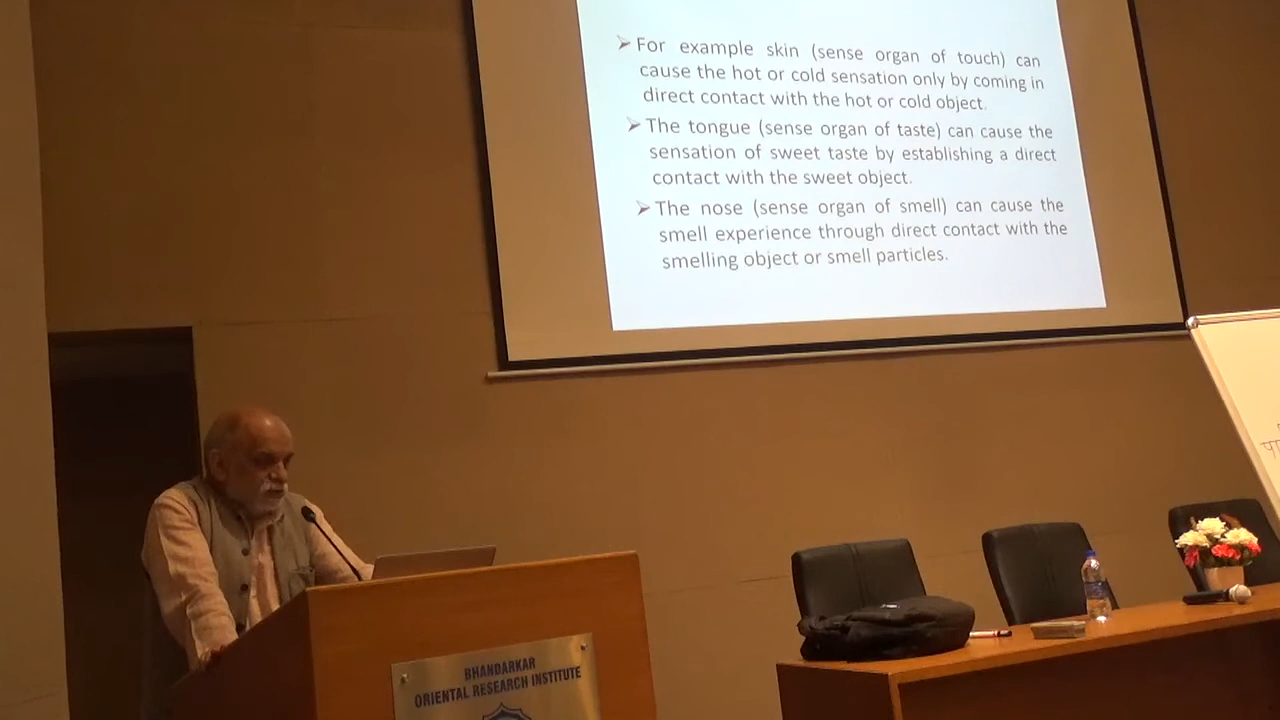 ➢ For example skin (sense organ of touch) can
cause the hot or cold sensation only by coming in
direct contact with the hot or cold object.
➢ The tongue (sense organ of taste) can cause the
sensation of sweet taste by establishing a direct
contact with the sweet object.
➢ The nose (sense organ of smell) can cause the
smell experience through direct contact with the
smelling object or smell particles.
BHANDARKAR
ORIENTAL RESEARCH INSTITUTE